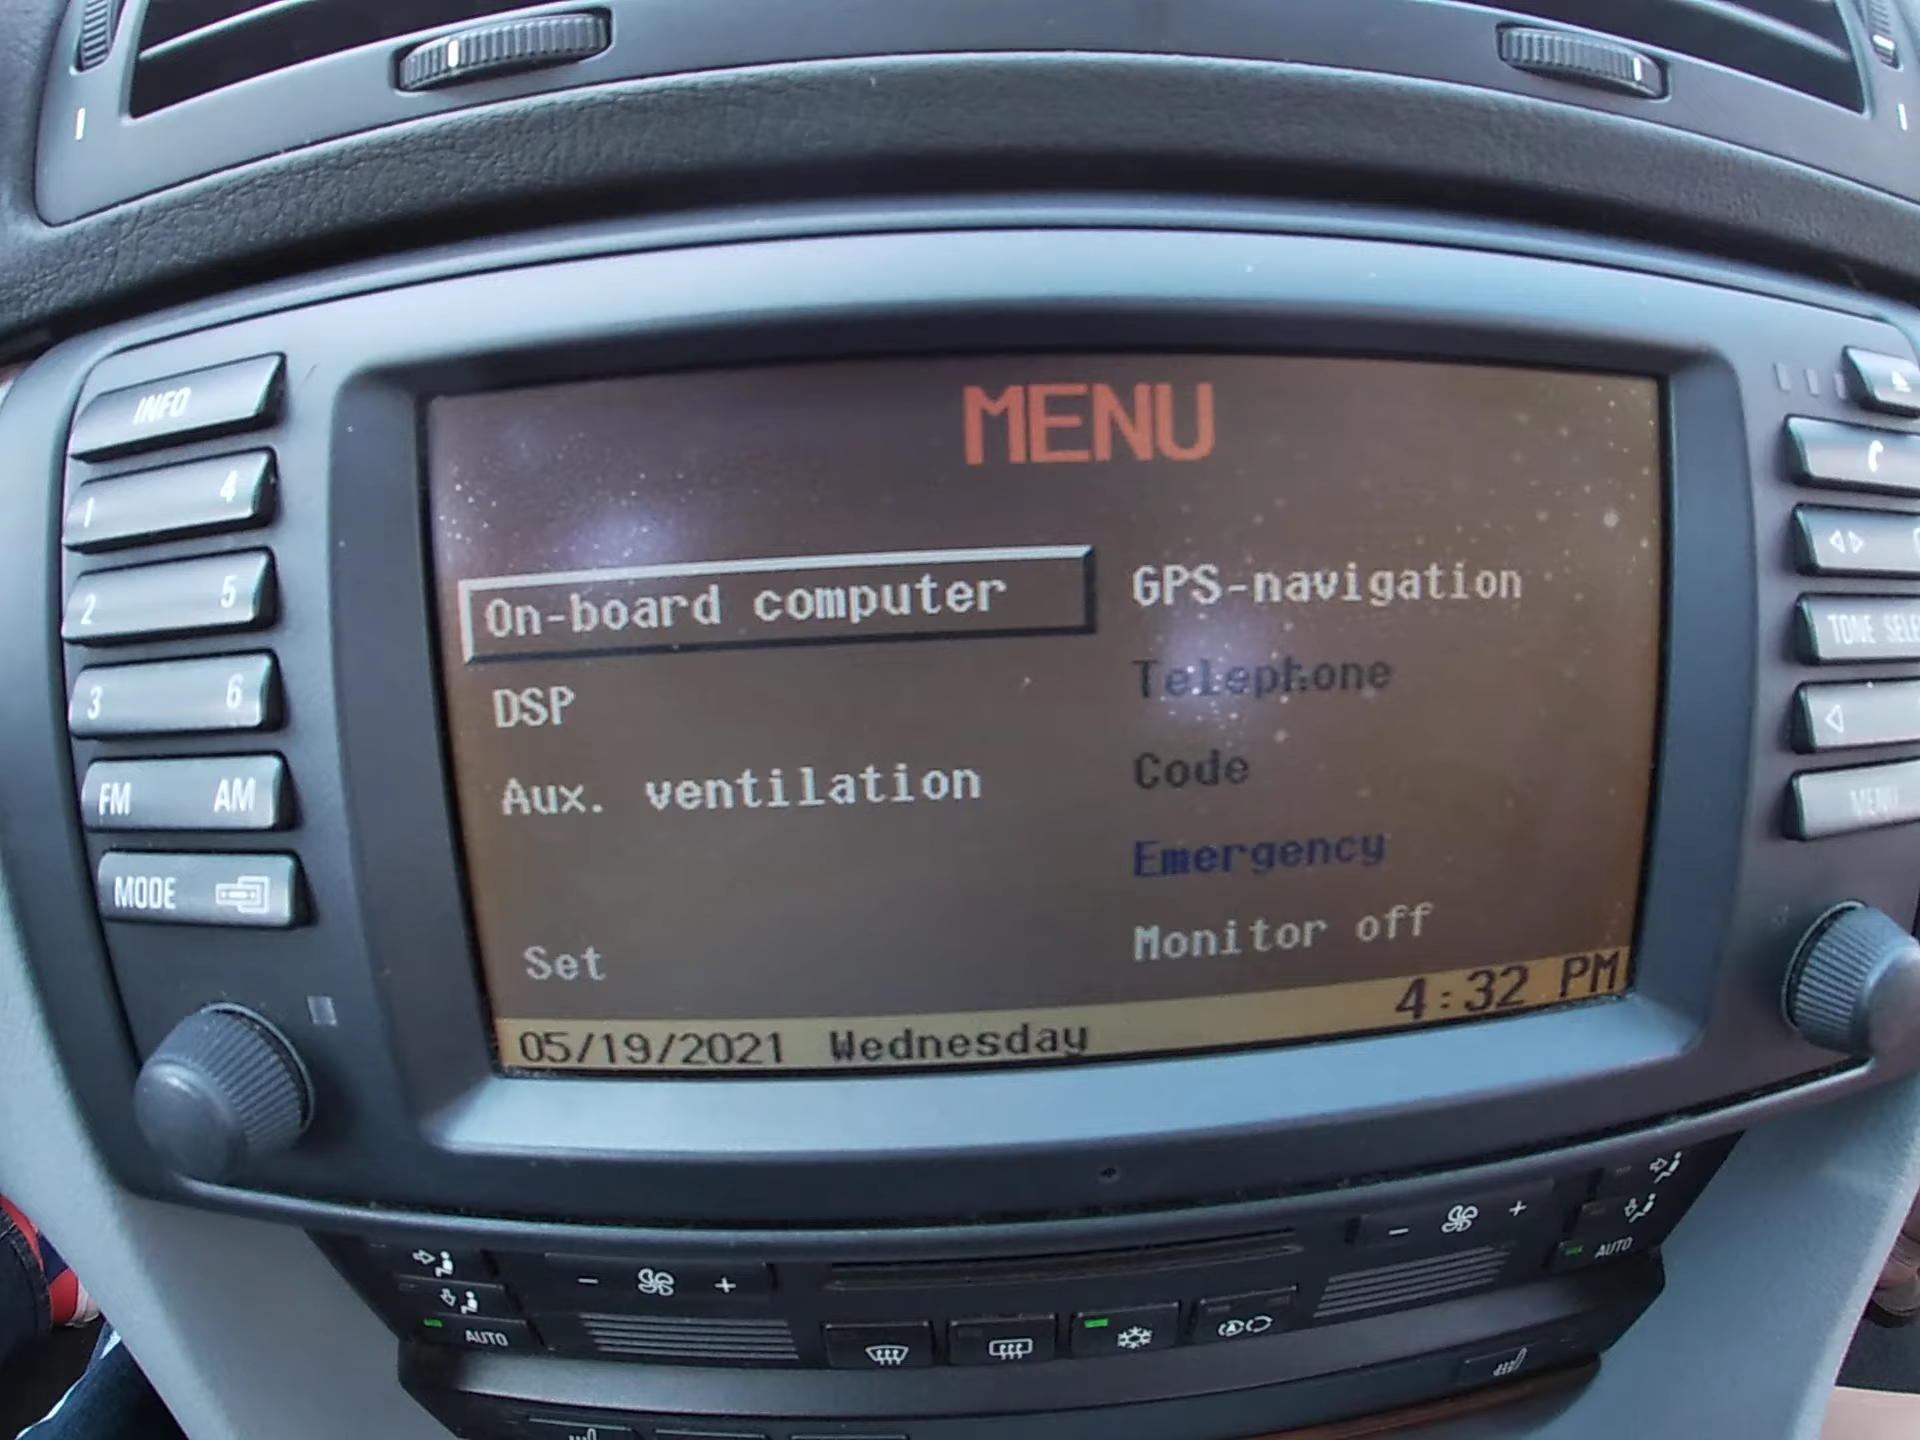 MENU
On-board computer
GPS-navigation
DSP
Telephone
Aux. ventilation
Code
Emergency
Set
Monitor off
05/19/2021 Wednesday
4:32 PM
INFO
1 4
2 5
3 6
FM AM
MODE
MENU
- +
- +
AUTO
AUTO